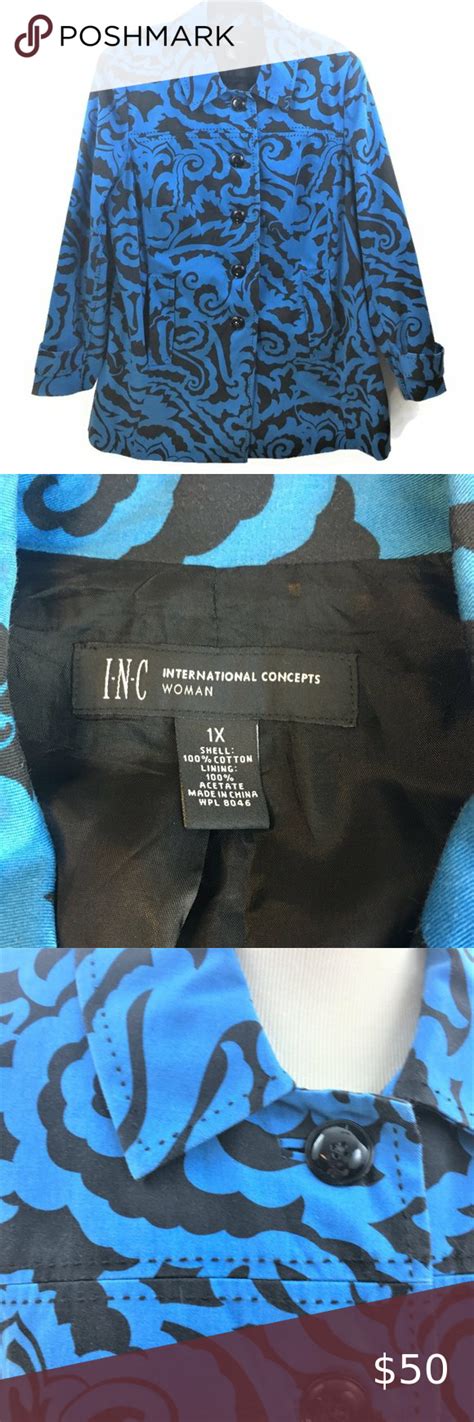 POSHMARK
I·N·C INTERNATIONAL CONCEPTS
WOMAN
1X
SHELL:
100% COTTON
LINING:
100%
ACETATE
MADE IN CHINA
WPL 8046
$50